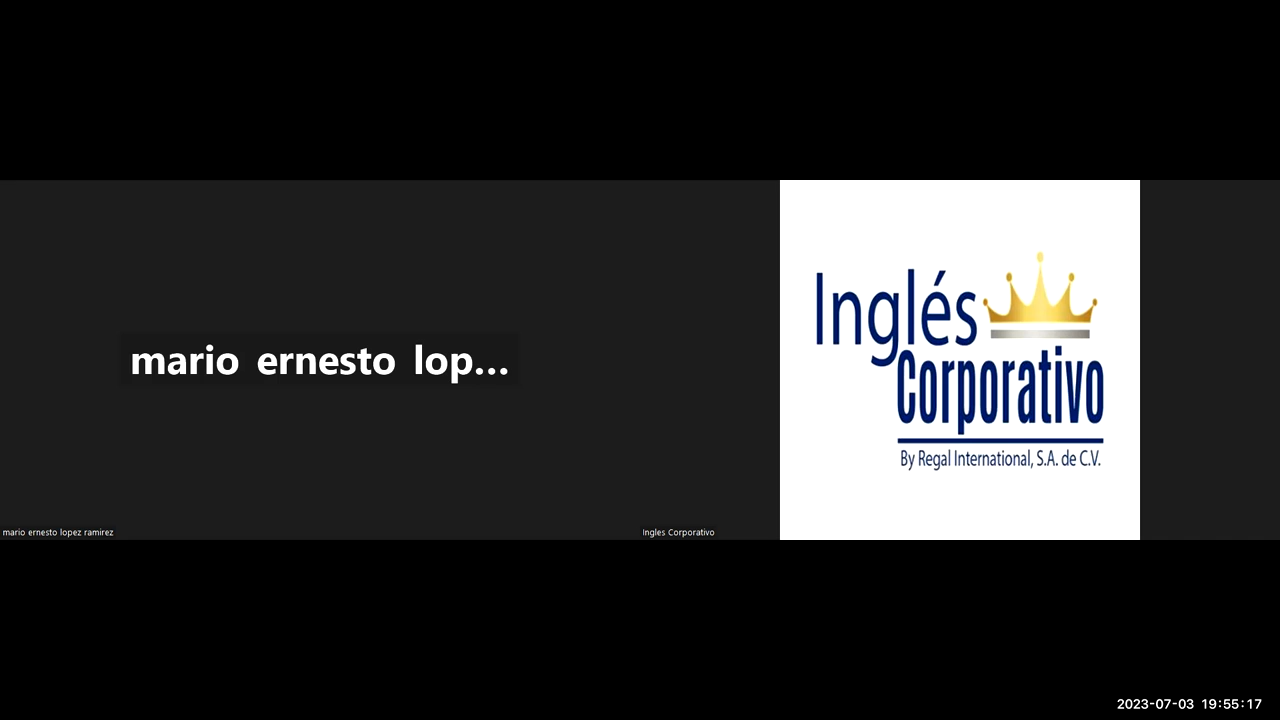 mario ernesto lop...
mario ernesto lopez ramirez
Inglés
Corporativo
By Regal International, S.A. de C.V.
Ingles Corporativo
2023-07-03 19:55:17